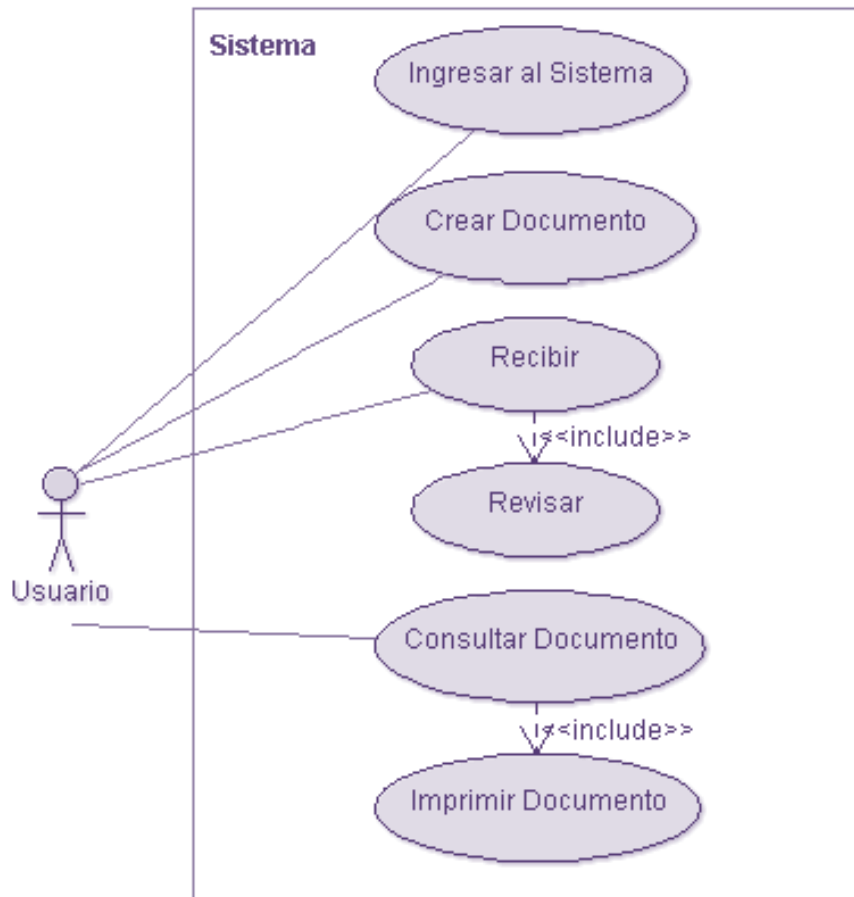 Sistema
Ingresar al Sistema
Crear Documento
Recibir
<<include>>
Revisar
Usuario
Consultar Documento
<<include>>
Imprimir Documento